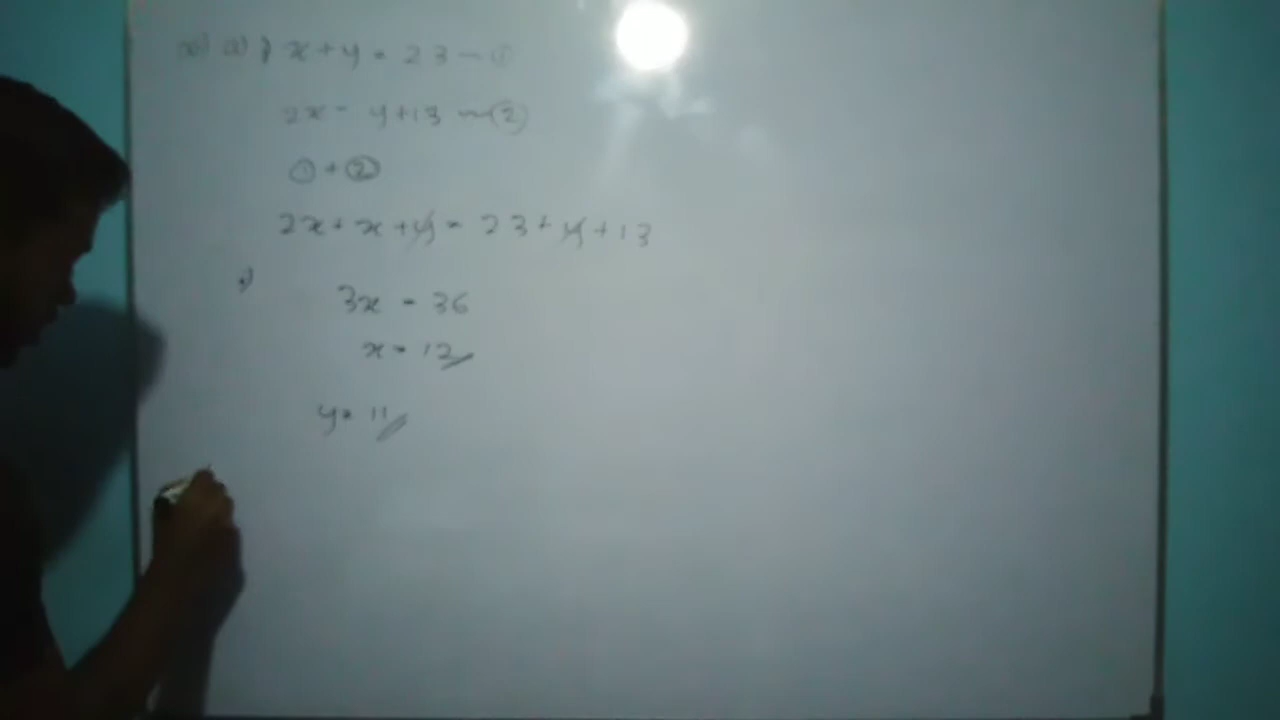 a) x + y = 23 — ①
2x = y + 13 — ②
① + ②
2x + x + y = 23 + y + 13
3x = 36
x = 12
y = 11